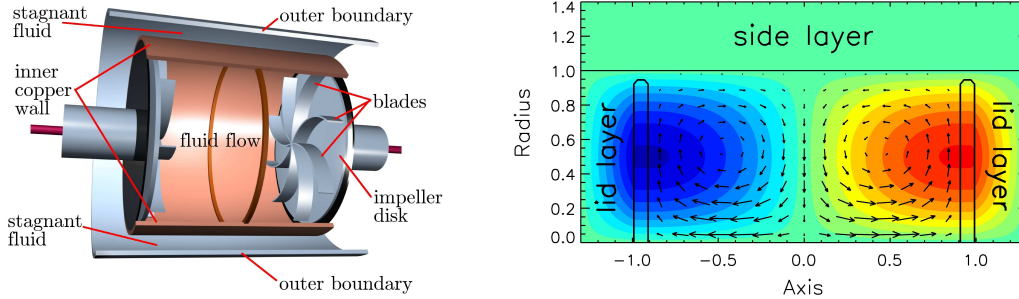 stagnant
fluid
outer boundary
inner
copper
wall
fluid flow
blades
impeller
disk
stagnant
fluid
outer boundary
side layer
lid layer
lid layer
Radius
1.4
1.2
1.0
0.8
0.6
0.4
0.2
0.0
-1.0
-0.5
0.0
0.5
1.0
Axis